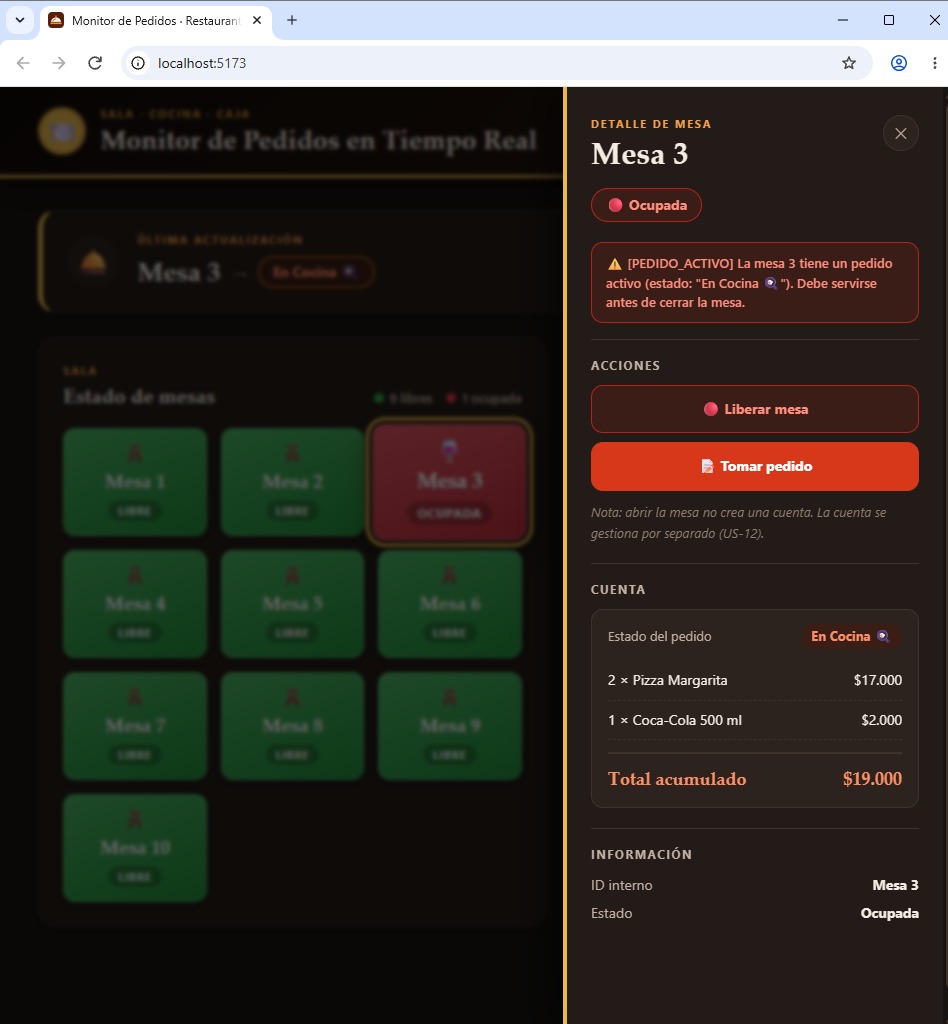 Monitor de Pedidos · Restaurant
localhost:5173
SALA · COCINA · CAJA
Monitor de Pedidos en Tiempo Real
ÚLTIMA ACTUALIZACIÓN
Mesa 3 → En Cocina
SALA
Estado de mesas
9 libres 1 ocupada
Mesa 1
LIBRE
Mesa 2
LIBRE
Mesa 3
OCUPADA
Mesa 4
LIBRE
Mesa 5
LIBRE
Mesa 6
LIBRE
Mesa 7
LIBRE
Mesa 8
LIBRE
Mesa 9
LIBRE
Mesa 10
LIBRE
DETALLE DE MESA
Mesa 3
Ocupada
[PEDIDO_ACTIVO] La mesa 3 tiene un pedido
activo (estado: "En Cocina 🍳"). Debe servirse
antes de cerrar la mesa.
ACCIONES
Liberar mesa
Tomar pedido
Nota: abrir la mesa no crea una cuenta. La cuenta se
gestiona por separado (US-12).
CUENTA
Estado del pedido En Cocina 🍳
2 × Pizza Margarita $17.000
1 × Coca-Cola 500 ml $2.000
Total acumulado $19.000
INFORMACIÓN
ID interno Mesa 3
Estado Ocupada